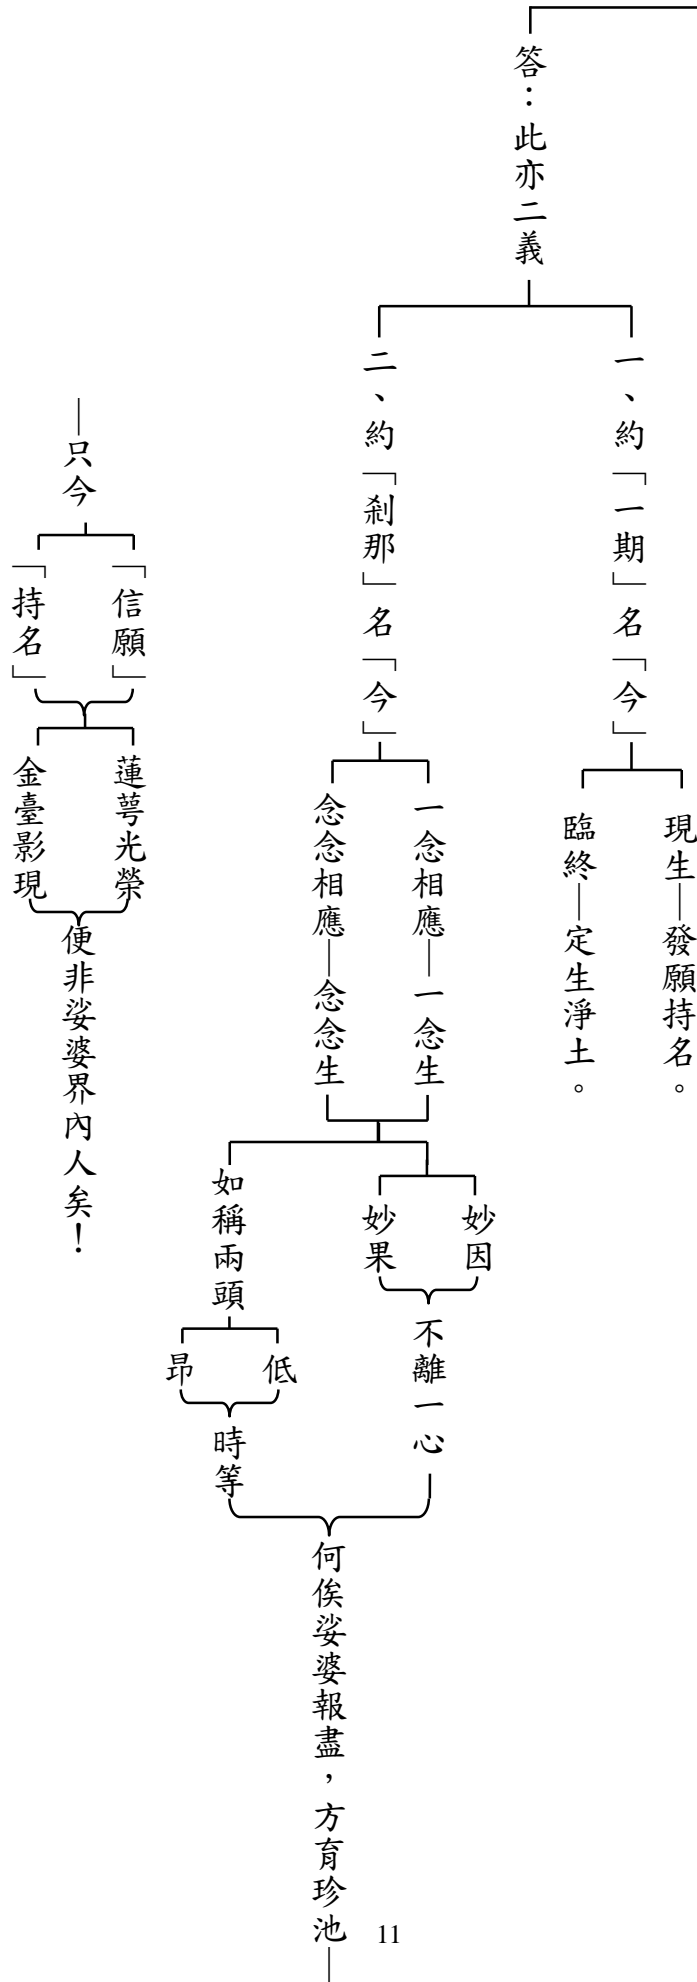 答：此亦二義
一、約「一期」名「今」
現生—發願持名。
臨終—定生淨土。
二、約「剎那」名「今」
一念相應—一念生
念念相應—念念生
妙因
妙果
不離一心
如稱兩頭
低
昂
時等
何俟娑婆報盡，方育珍池—
—只今
「信願」
「持名」
蓮萼光榮
金臺影現
便非娑婆界內人矣！
11